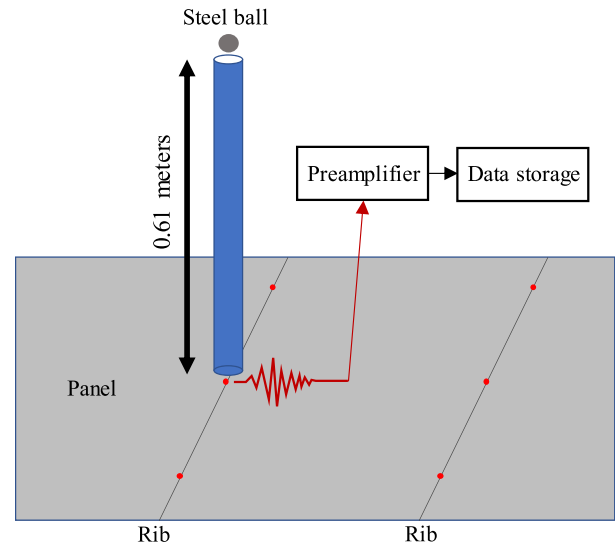 Steel ball
0.61 meters
Preamplifier
Data storage
Panel
Rib
Rib